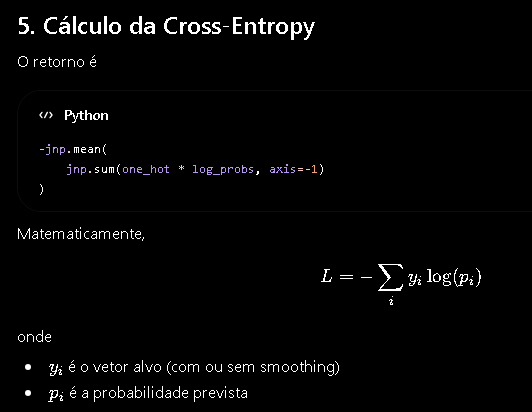 5. Cálculo da Cross-Entropy
O retorno é
</> Python
-jnp.mean(
    jnp.sum(one_hot * log_probs, axis=-1)
)
Matematicamente,
L = −∑_i y_i log(p_i)
onde
• y_i é o vetor alvo (com ou sem smoothing)
• p_i é a probabilidade prevista